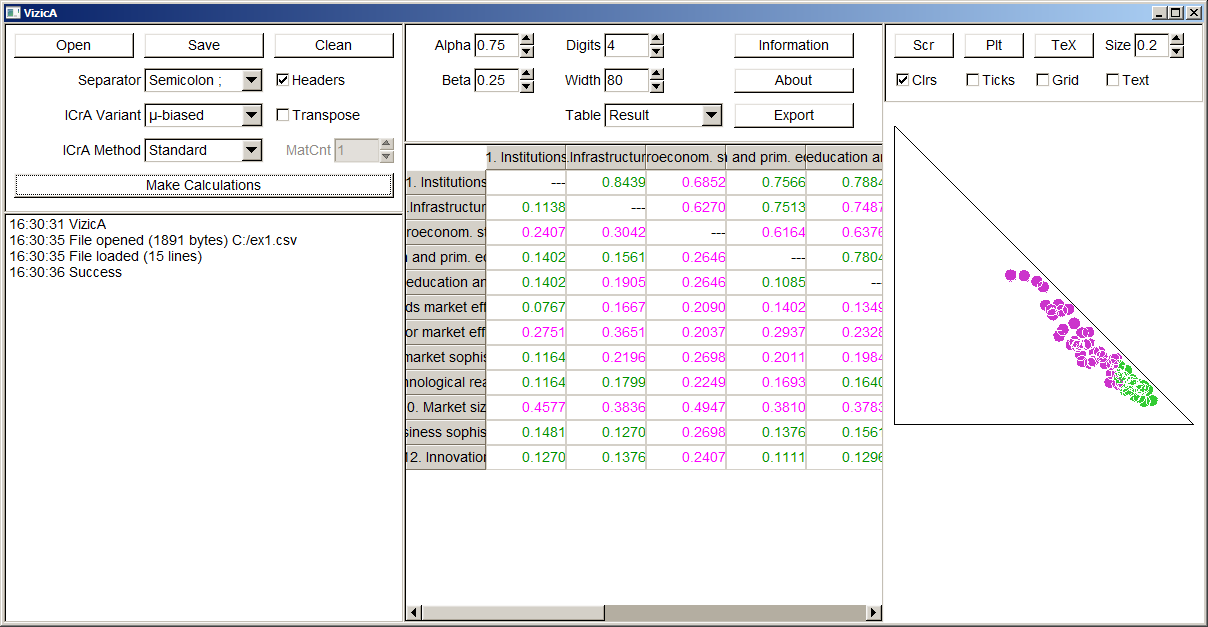 VizicA
Open Save Clean
Separator Semicolon ; Headers
ICrA Variant μ-biased Transpose
ICrA Method Standard MatCnt 1
Make Calculations
16:30:31 VizicA
16:30:35 File opened (1891 bytes) C:/ex1.csv
16:30:35 File loaded (15 lines)
16:30:36 Success
Alpha 0.75 Digits 4 Information
Beta 0.25 Width 80 About
Table Result Export
1. Institutions .Infrastructur roeconom. s and prim. e education a
1. Institutions --- 0.8439 0.6852 0.7566 0.7884
.Infrastructur 0.1138 --- 0.6270 0.7513 0.7487
roeconom. s 0.2407 0.3042 --- 0.6164 0.6376
and prim. e 0.1402 0.1561 0.2646 --- 0.7804
education an 0.1402 0.1905 0.2646 0.1085 ---
ds market eff 0.0767 0.1667 0.2090 0.1402 0.1349
or market eff 0.2751 0.3651 0.2037 0.2937 0.2328
market sophis 0.1164 0.2196 0.2698 0.2011 0.1984
hnological rea 0.1164 0.1799 0.2249 0.1693 0.1640
0. Market siz 0.4577 0.3836 0.4947 0.3810 0.3783
siness sophis 0.1481 0.1270 0.2698 0.1376 0.1561
12. Innovation 0.1270 0.1376 0.2407 0.1111 0.1296
Scr Plt TeX Size 0.2
Clrs Ticks Grid Text